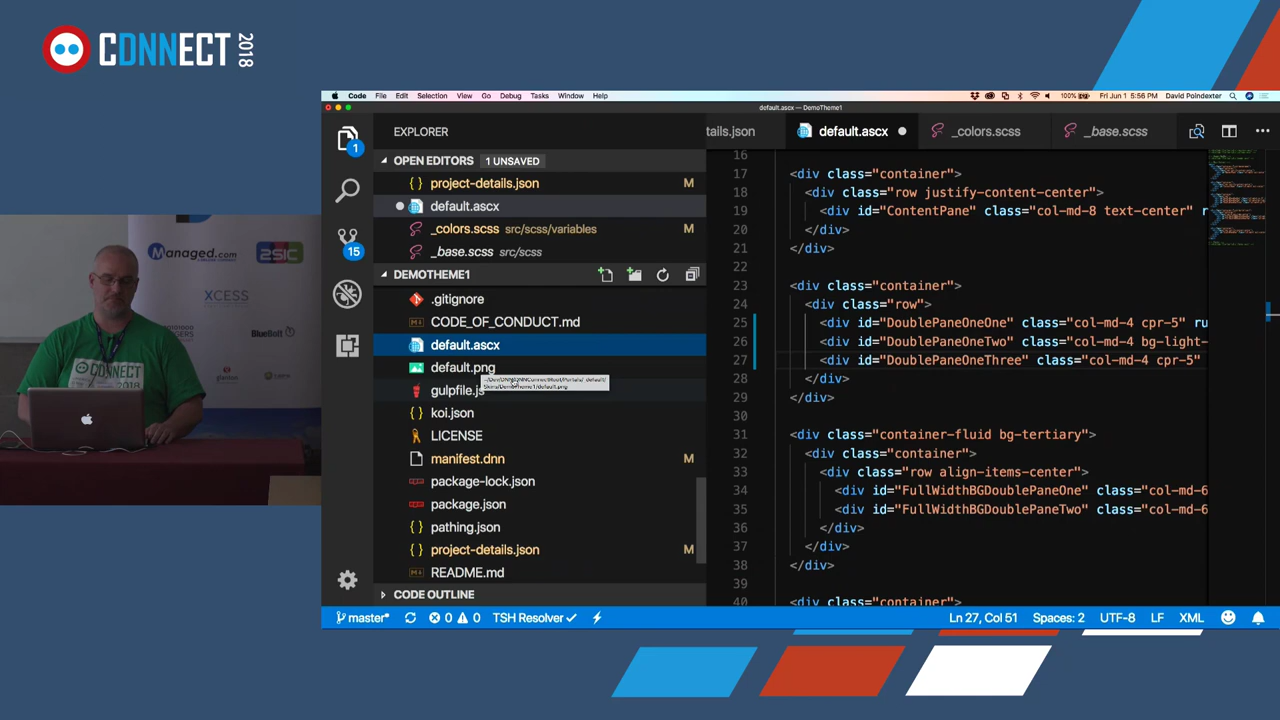 CDNNECT 2018
Managed.com
2SIC
XCESS
BlueBolt
CONNECT
Code File Edit Selection View Go Debug Tasks Window Help 100% Fri Jun 1 5:56 PM David Poindexter
default.ascx — DemoTheme1
EXPLORER
tails.json default.ascx _colors.scss _base.scss
1
OPEN EDITORS 1 UNSAVED
{ } project-details.json M
default.ascx
_colors.scss src/scss/variables M
_base.scss src/scss
15
DEMOTHEME1
.gitignore
CODE_OF_CONDUCT.md
default.ascx
default.png
gulpfile.js
{ } koi.json
LICENSE
manifest.dnn M
package-lock.json
package.json
{ } pathing.json
{ } project-details.json M
README.md
CODE OUTLINE
16
17 <div class="container">
18 <div class="row justify-content-center">
19 <div id="ContentPane" class="col-md-8 text-center" r
20 </div>
21 </div>
22
23 <div class="container">
24 <div class="row">
25 <div id="DoublePaneOneOne" class="col-md-4 cpr-5" ru
26 <div id="DoublePaneOneTwo" class="col-md-4 bg-light-
27 <div id="DoublePaneOneThree" class="col-md-4 cpr-5"
28 </div>
29 </div>
30
31 <div class="container-fluid bg-tertiary">
32 <div class="container">
33 <div class="row align-items-center">
34 <div id="FullWidthBGDoublePaneOne" class="col-md-6
35 <div id="FullWidthBGDoublePaneTwo" class="col-md-6
36 </div>
37 </div>
38 </div>
39
40 <div class="container">
master* 0 0 TSH Resolver Ln 27, Col 51 Spaces: 2 UTF-8 LF XML